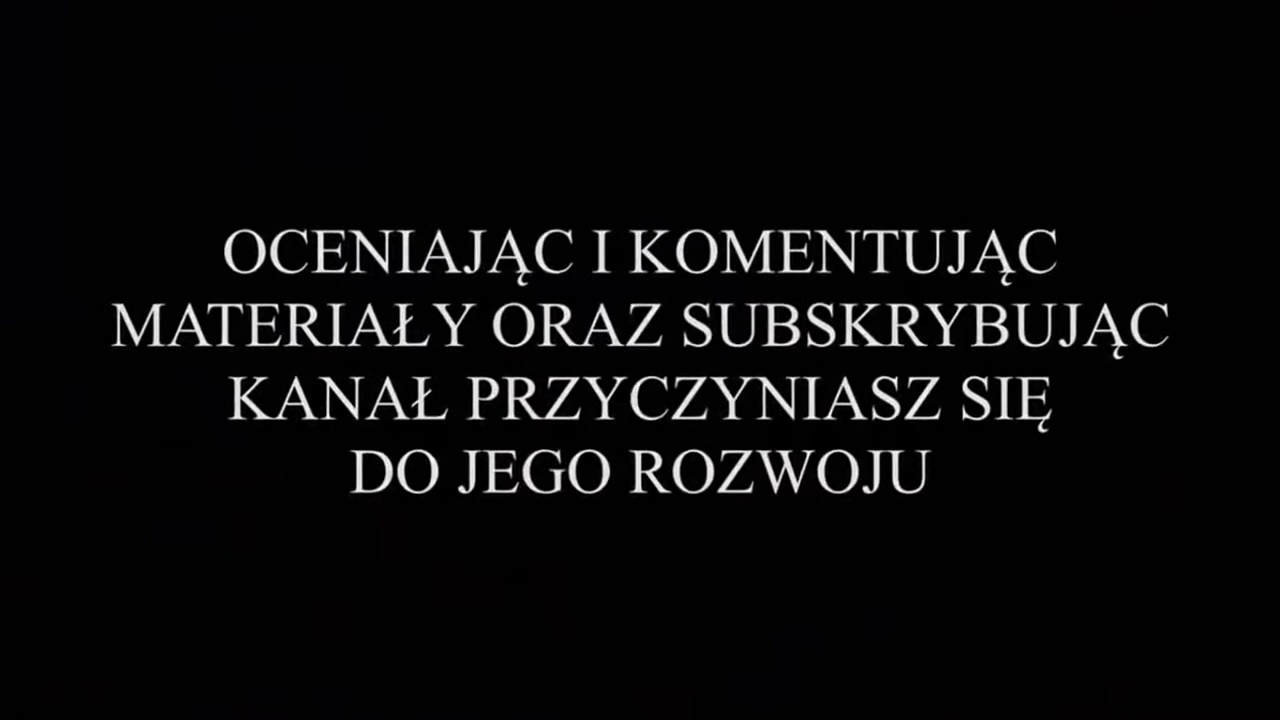 OCENIAJĄC I KOMENTUJĄC
MATERIAŁY ORAZ SUBSKRYBUJĄC
KANAŁ PRZYCZYNIASZ SIĘ
DO JEGO ROZWOJU